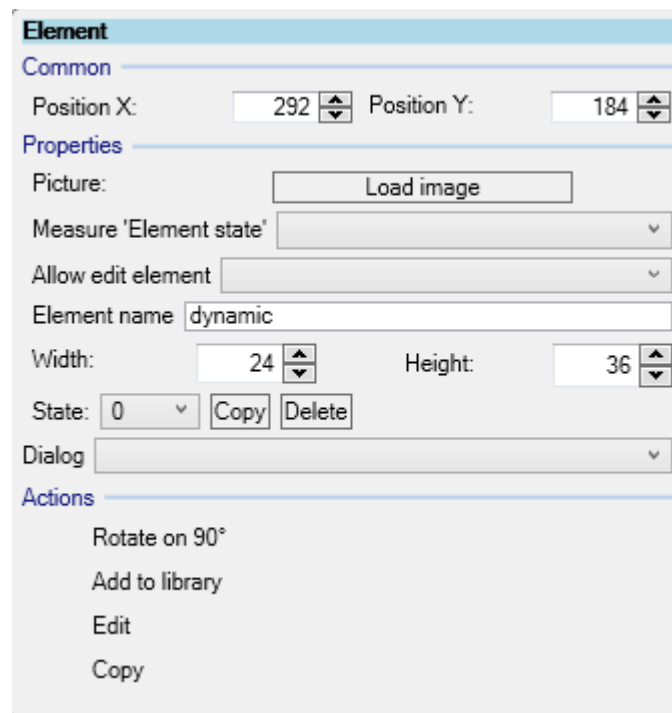 Element
Common
Position X: 292 Position Y: 184
Properties
Picture: Load image
Measure 'Element state'
Allow edit element
Element name dynamic
Width: 24 Height: 36
State: 0 Copy Delete
Dialog
Actions
Rotate on 90°
Add to library
Edit
Copy